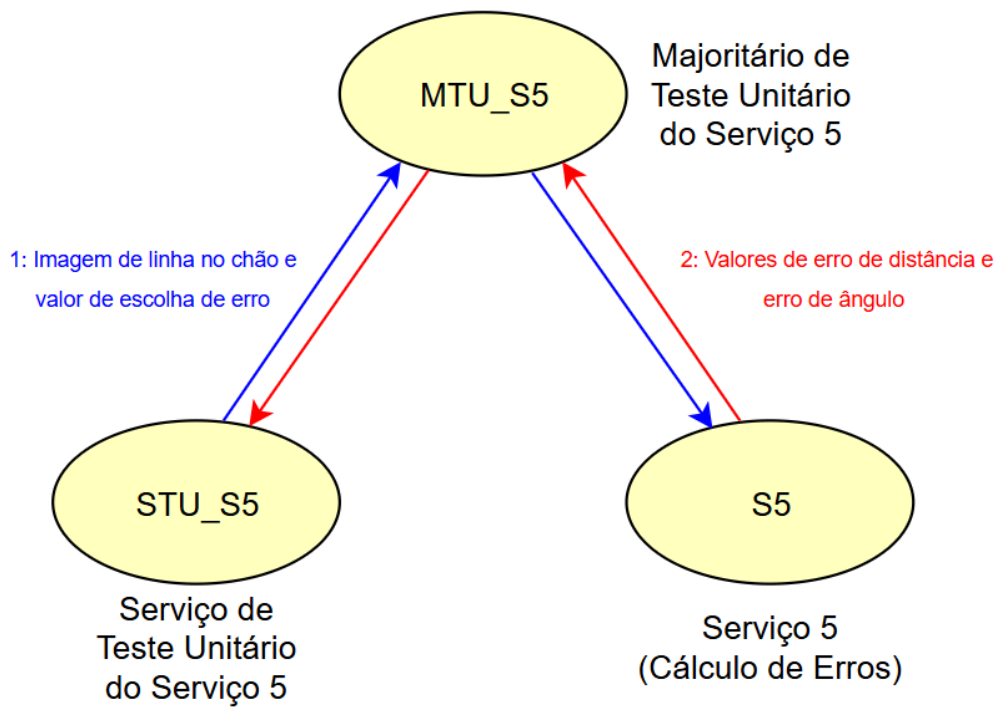 MTU_S5
Majoritário de
Teste Unitário
do Serviço 5
1: Imagem de linha no chão e
valor de escolha de erro
2: Valores de erro de distância e
erro de ângulo
STU_S5
Serviço de
Teste Unitário
do Serviço 5
S5
Serviço 5
(Cálculo de Erros)